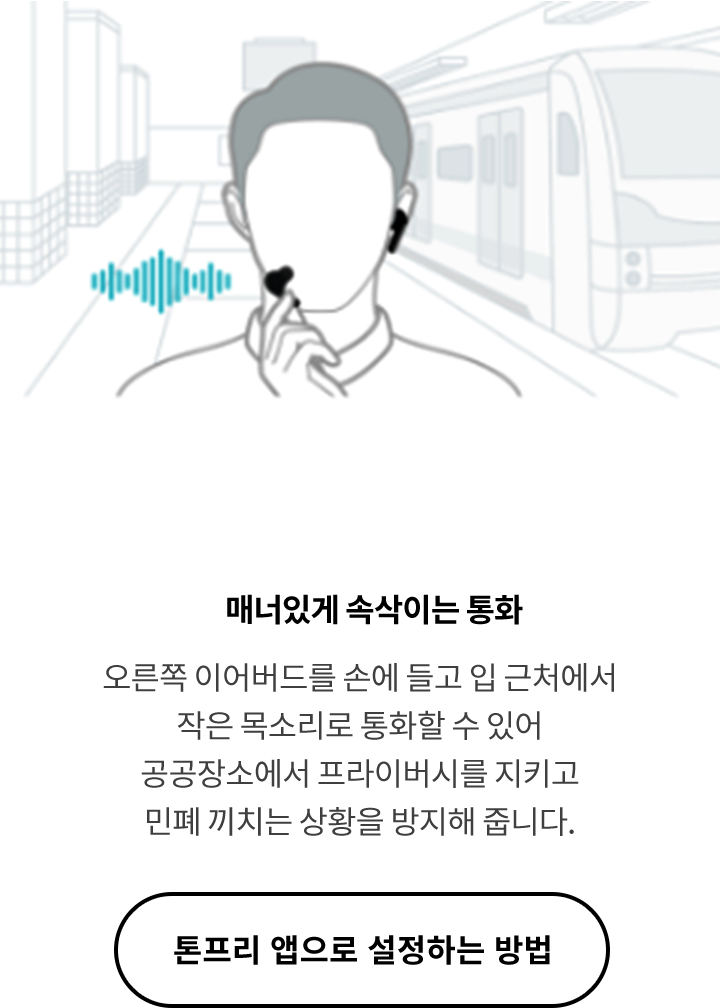 매너있게 속삭이는 통화
오른쪽 이어버드를 손에 들고 입 근처에서
작은 목소리로 통화할 수 있어
공공장소에서 프라이버시를 지키고
민폐 끼치는 상황을 방지해 줍니다.
톤프리 앱으로 설정하는 방법